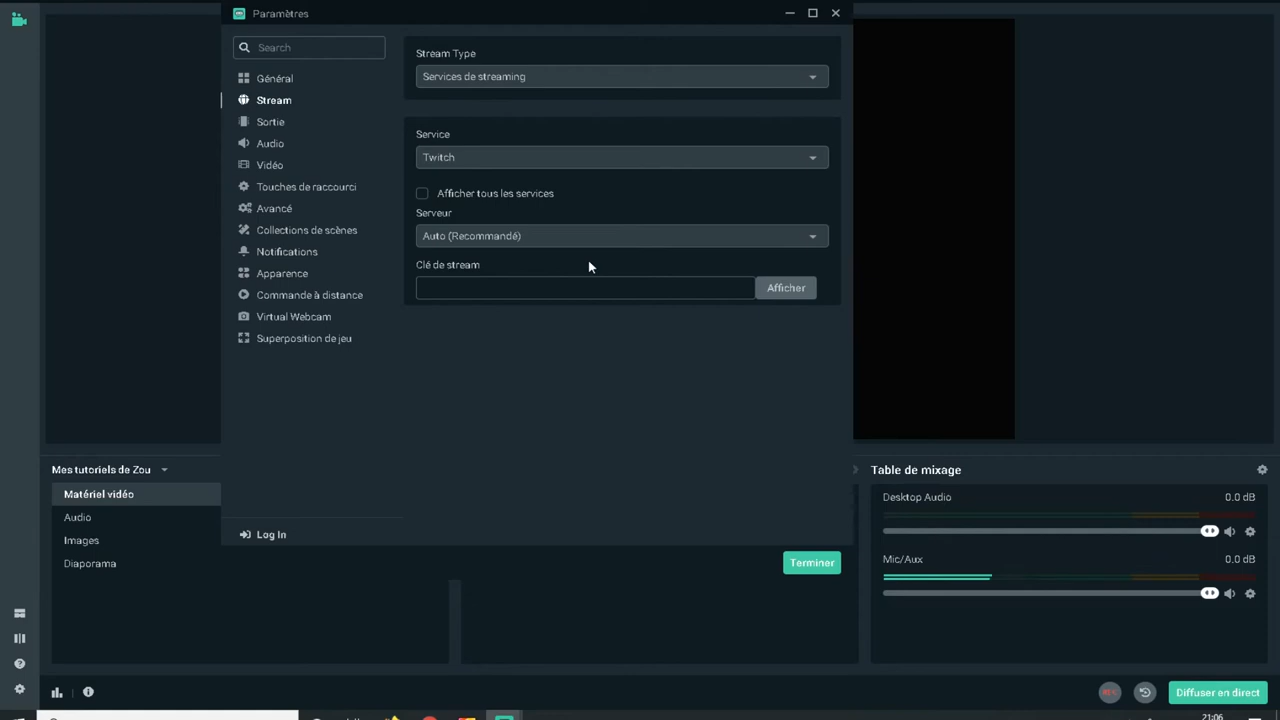 Paramètres
Search
Général
Stream
Sortie
Audio
Vidéo
Touches de raccourci
Avancé
Collections de scènes
Notifications
Apparence
Commande à distance
Virtual Webcam
Superposition de jeu
Log In
Stream Type
Services de streaming
Service
Twitch
Afficher tous les services
Serveur
Auto (Recommandé)
Clé de stream
Afficher
Terminer
Mes tutoriels de Zou
Matériel vidéo
Audio
Images
Diaporama
Table de mixage
Desktop Audio 0.0 dB
Mic/Aux 0.0 dB
REC
Diffuser en direct
21:06